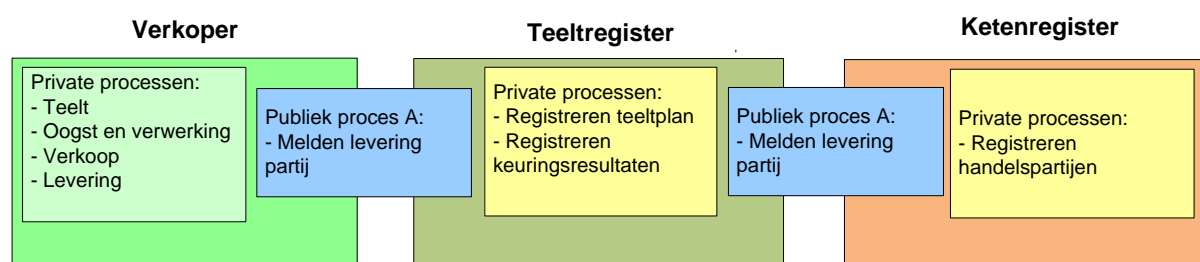 Verkoper
Teeltregister
Ketenregister
Private processen:
- Teelt
- Oogst en verwerking
- Verkoop
- Levering
Publiek proces A:
- Melden levering
partij
Private processen:
- Registreren teeltplan
- Registreren
keuringsresultaten
Publiek proces A:
- Melden levering
partij
Private processen:
- Registreren
handelspartijen